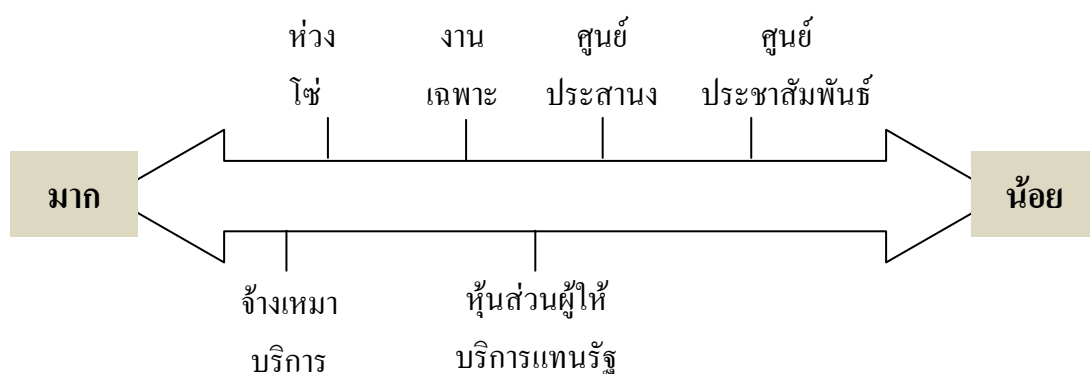 ห่วง
โซ่
งาน
เฉพาะ
ศูนย์
ประสานง
ศูนย์
ประชาสัมพันธ์
มาก
น้อย
จ้างเหมา
บริการ
หุ้นส่วนผู้ให้
บริการแทนรัฐ